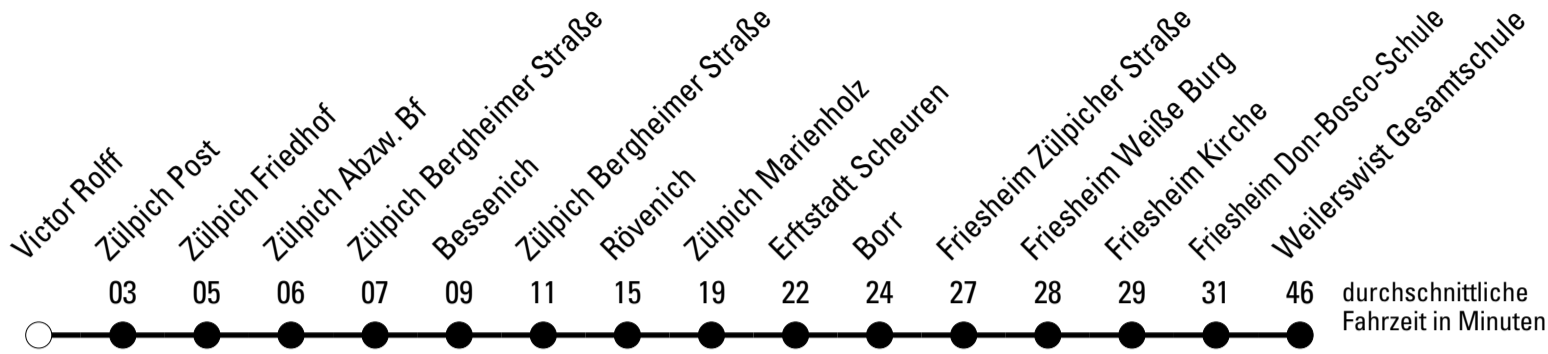 Victor Rolff
Zülpich Post
Zülpich Friedhof
Zülpich Abzw. Bf
Zülpich Bergheimer Straße
Bessenich
Zülpich Bergheimer Straße
Rövenich
Zülpich Marienholz
Erftstadt Scheuren
Borr
Friesheim Zülpicher Straße
Friesheim Weiße Burg
Friesheim Kirche
Friesheim Don-Bosco-Schule
Weilerswist Gesamtschule
03 05 06 07 09 11 15 19 22 24 27 28 29 31 46
durchschnittliche
Fahrzeit in Minuten